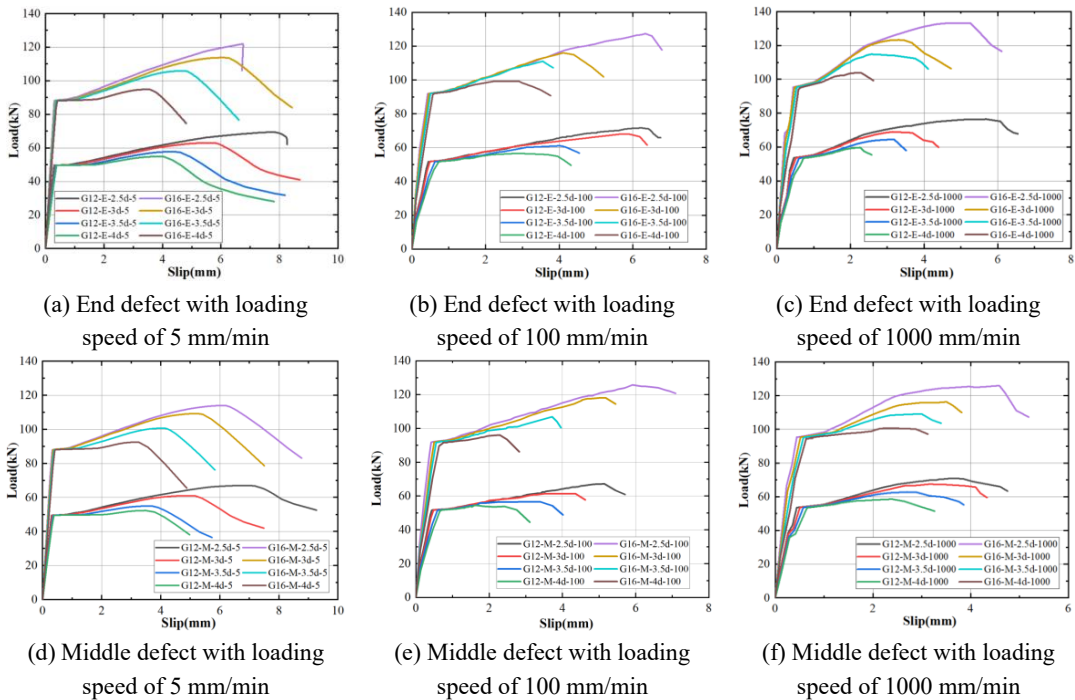 140
120
100
80
60
40
20
0
Load(kN)
G12-E-2.5d-5 G16-E-2.5d-5
G12-E-3d-5 G16-E-3d-5
G12-E-3.5d-5 G16-E-3.5d-5
G12-E-4d-5 G16-E-4d-5
0 2 4 6 8 10
Slip(mm)
(a) End defect with loading
speed of 5 mm/min
140
120
100
80
60
40
20
0
Load(kN)
G12-E-2.5d-100 G16-E-2.5d-100
G12-E-3d-100 G16-E-3d-100
G12-E-3.5d-100 G16-E-3.5d-100
G12-E-4d-100 G16-E-4d-100
0 2 4 6 8
Slip(mm)
(b) End defect with loading
speed of 100 mm/min
140
120
100
80
60
40
20
0
Load(kN)
G12-E-2.5d-1000 G16-E-2.5d-1000
G12-E-3d-1000 G16-E-3d-1000
G12-E-3.5d-1000 G16-E-3.5d-1000
G12-E-4d-1000 G16-E-4d-1000
0 2 4 6 8
Slip(mm)
(c) End defect with loading
speed of 1000 mm/min
140
120
100
80
60
40
20
0
Load(kN)
G12-M-2.5d-5 G16-M-2.5d-5
G12-M-3d-5 G16-M-3d-5
G12-M-3.5d-5 G16-M-3.5d-5
G12-M-4d-5 G16-M-4d-5
0 2 4 6 8 10
Slip(mm)
(d) Middle defect with loading
speed of 5 mm/min
140
120
100
80
60
40
20
0
Load(kN)
G12-M-2.5d-100 G16-M-2.5d-100
G12-M-3d-100 G16-M-3d-100
G12-M-3.5d-100 G16-M-3.5d-100
G12-M-4d-100 G16-M-4d-100
0 2 4 6 8
Slip(mm)
(e) Middle defect with loading
speed of 100 mm/min
140
120
100
80
60
40
20
0
Load(kN)
G12-M-2.5d-1000 G16-M-2.5d-1000
G12-M-3d-1000 G16-M-3d-1000
G12-M-3.5d-1000 G16-M-3.5d-1000
G12-M-4d-1000 G16-M-4d-1000
0 1 2 3 4 5 6
Slip(mm)
(f) Middle defect with loading
speed of 1000 mm/min